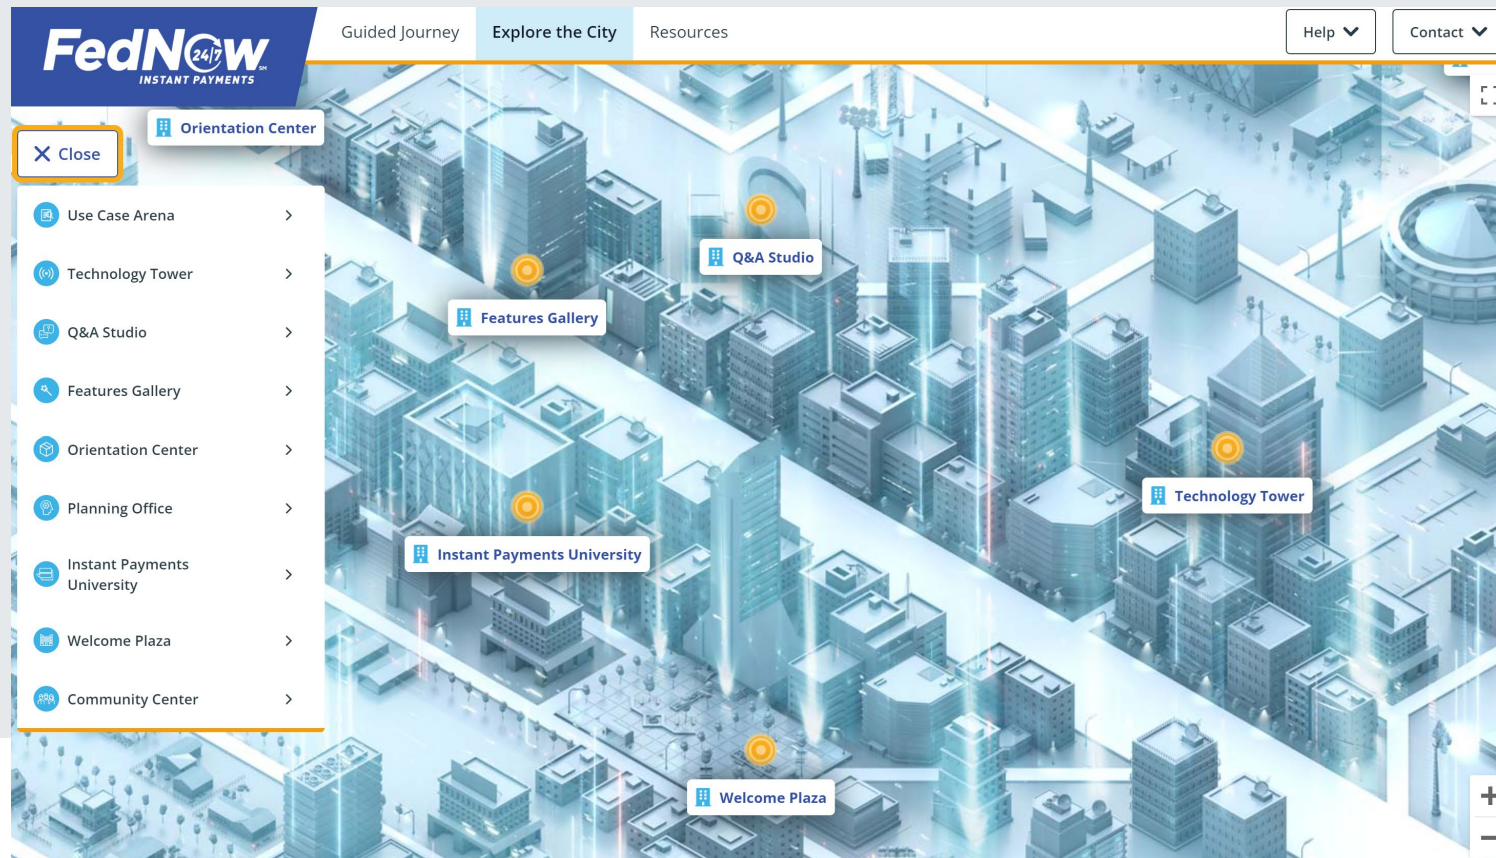 FedNow
24/7
SM
INSTANT PAYMENTS
Guided Journey
Explore the City
Resources
Help
Contact
Orientation Center
Close
Use Case Arena
Technology Tower
Q&A Studio
Features Gallery
Orientation Center
Planning Office
Instant Payments
University
Welcome Plaza
Community Center
Q&A Studio
Features Gallery
Technology Tower
Instant Payments University
Welcome Plaza